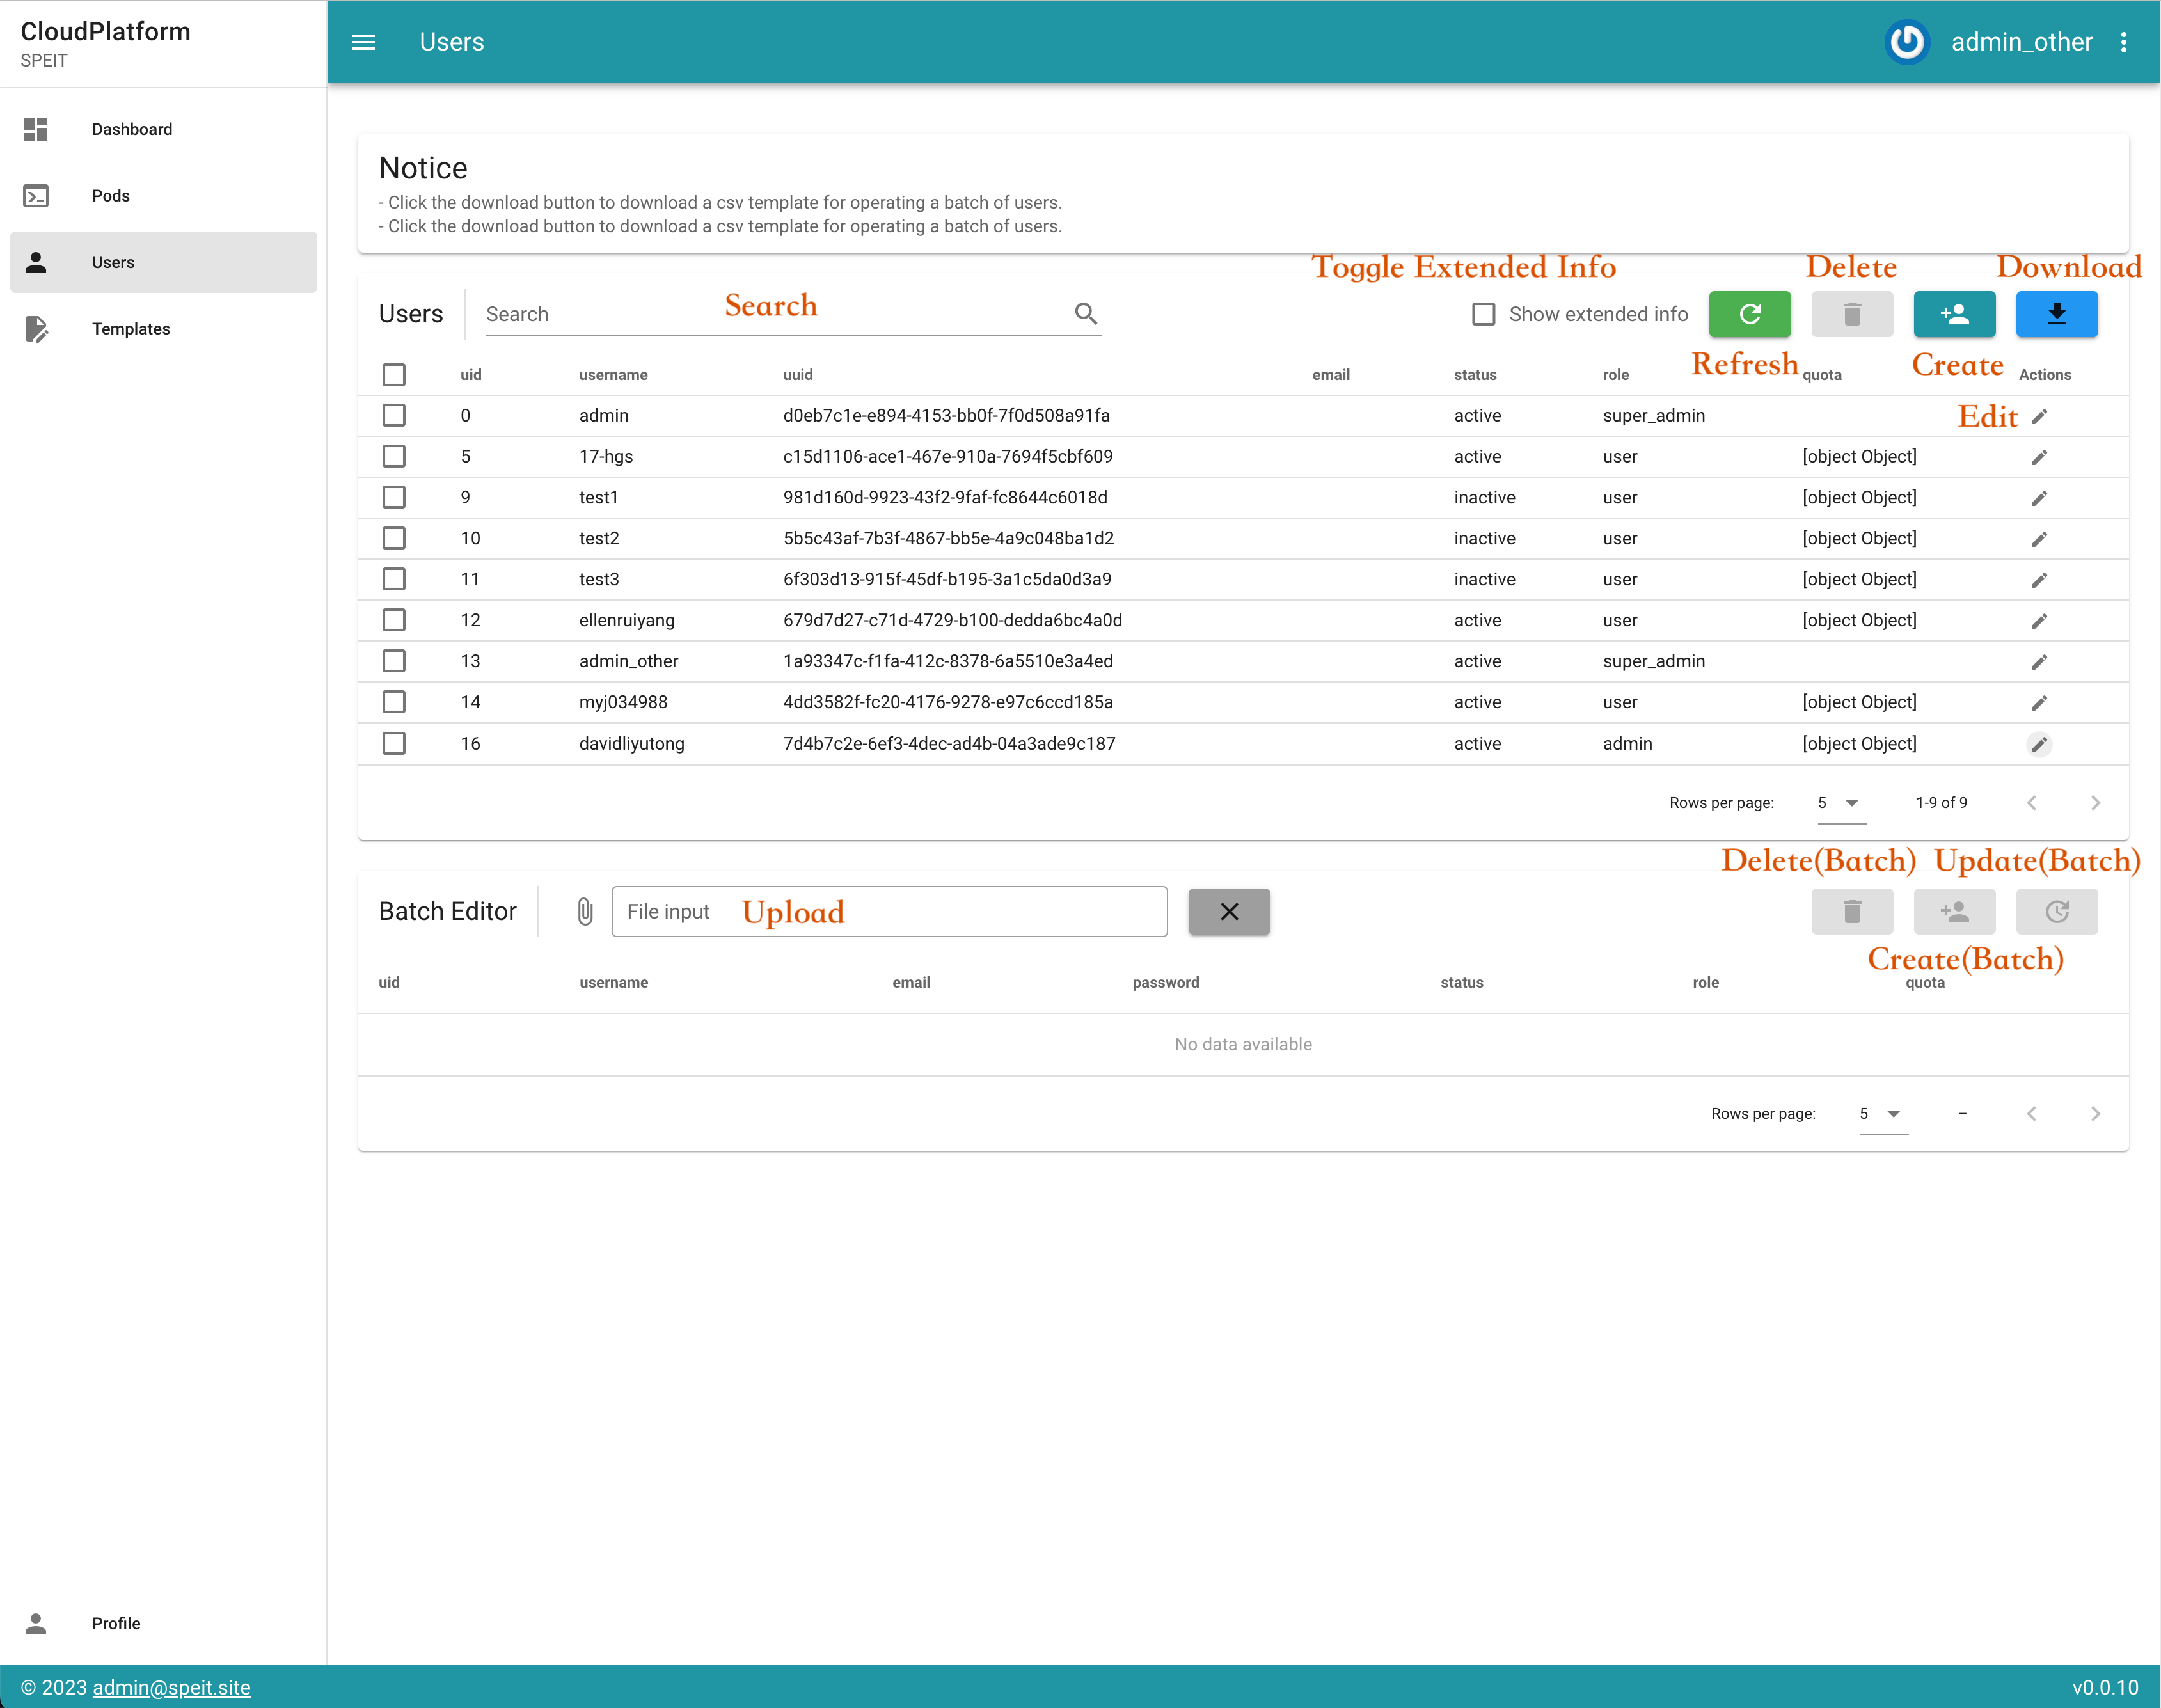 CloudPlatform
SPEIT
Users
admin_other
Dashboard
Pods
Users
Templates
Notice
- Click the download button to download a csv template for operating a batch of users.
- Click the download button to download a csv template for operating a batch of users.
Toggle Extended Info Delete Download
Users Search Search Show extended info
Refresh Create
uid username uuid email status role quota Actions
0 admin d0eb7c1e-e894-4153-bb0f-7f0d508a91fa active super_admin Edit
5 17-hgs c15d1106-ace1-467e-910a-7694f5cbf609 active user [object Object]
9 test1 981d160d-9923-43f2-9faf-fc8644c6018d inactive user [object Object]
10 test2 5b5c43af-7b3f-4867-bb5e-4a9c048ba1d2 inactive user [object Object]
11 test3 6f303d13-915f-45df-b195-3a1c5da0d3a9 inactive user [object Object]
12 ellenruiyang 679d7d27-c71d-4729-b100-dedda6bc4a0d active user [object Object]
13 admin_other 1a93347c-f1fa-412c-8378-6a5510e3a4ed active super_admin
14 myj034988 4dd3582f-fc20-4176-9278-e97c6ccd185a active user [object Object]
16 davidliyutong 7d4b7c2e-6ef3-4dec-ad4b-04a3ade9c187 active admin [object Object]
Rows per page: 5 1-9 of 9
Delete(Batch) Update(Batch)
Batch Editor File input Upload
Create(Batch)
uid username email password status role quota
No data available
Rows per page: 5 –
Profile
© 2023 admin@speit.site
v0.0.10